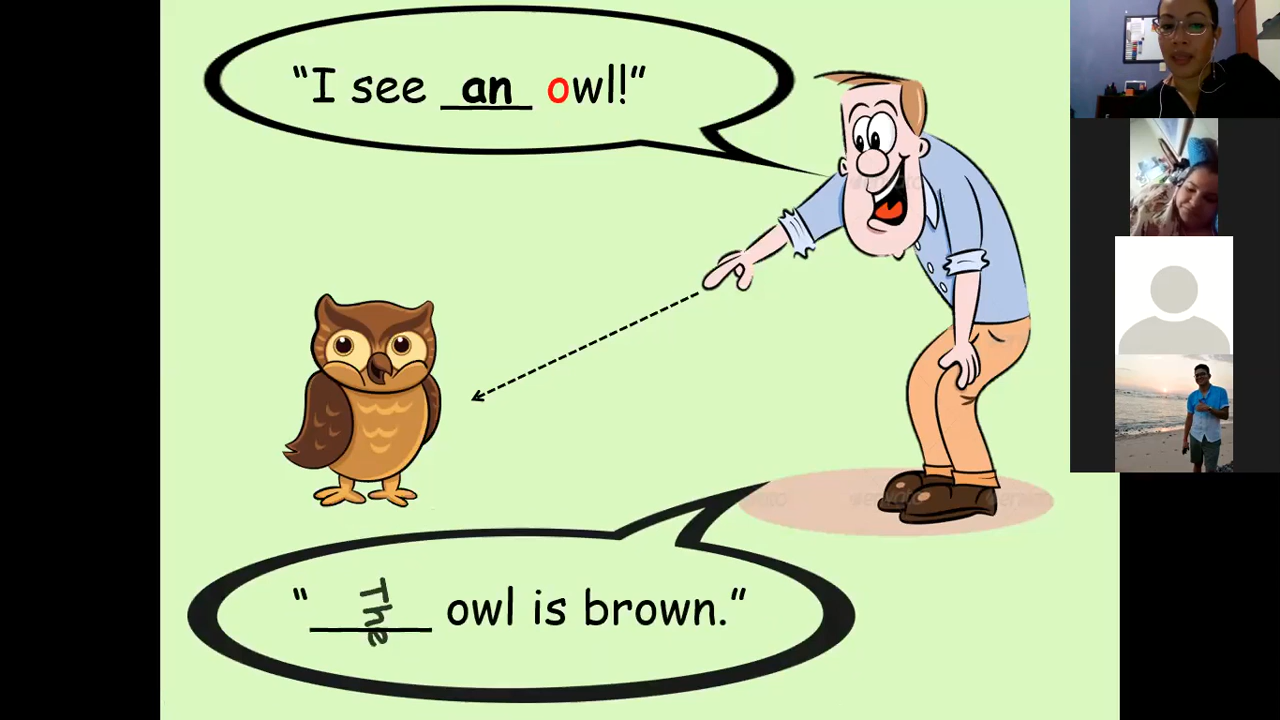 "I see an owl!"
"The owl is brown."